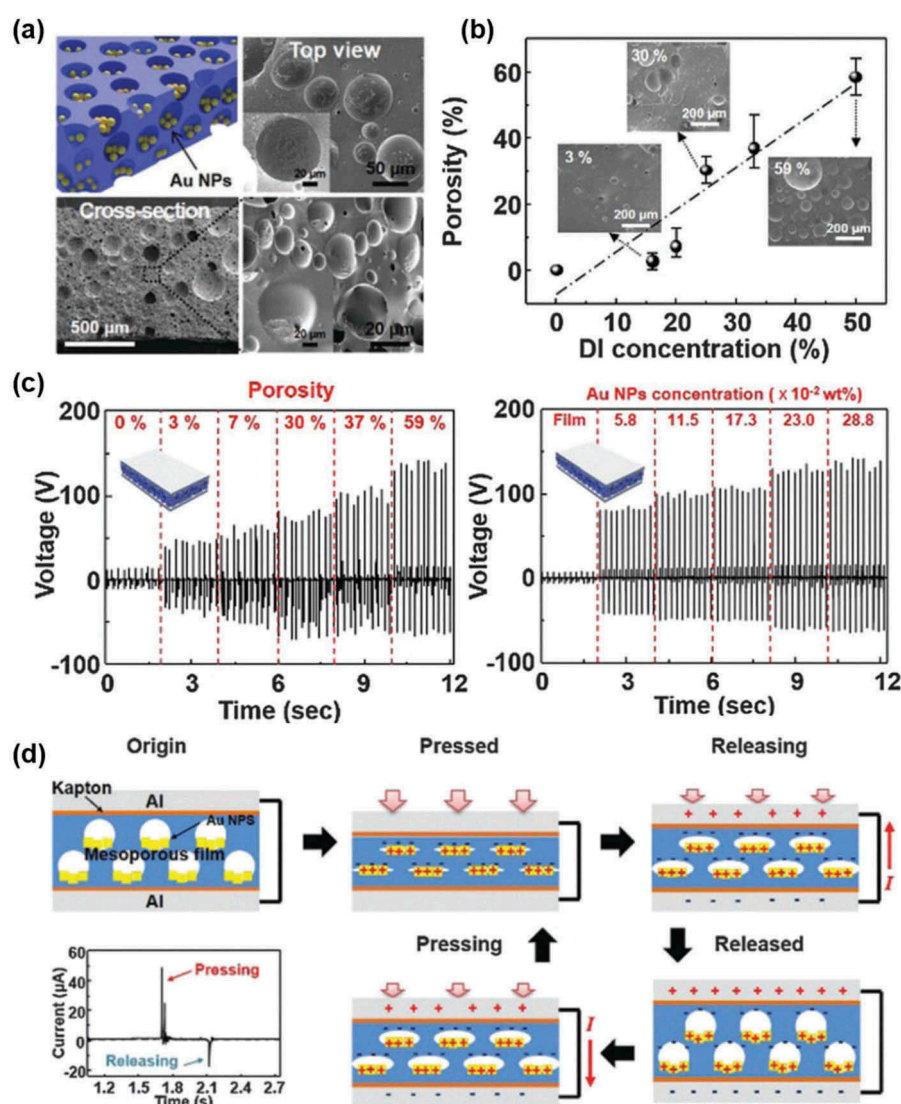 (a)
Top view
Au NPs
20 μm
50 μm
Cross-section
500 μm
20 μm
20 μm
(b)
Porosity (%)
60
40
20
0
30 %
200 μm
3 %
200 μm
59 %
200 μm
0 10 20 30 40 50
DI concentration (%)
(c)
Porosity
0 % 3 % 7 % 30 % 37 % 59 %
Voltage (V)
200
100
0
-100
0 3 6 9 12
Time (sec)
Au NPs concentration ( x 10-2 wt%)
Film 5.8 11.5 17.3 23.0 28.8
Voltage (V)
200
100
0
-100
0 3 6 9 12
Time (sec)
(d)
Origin
Kapton
Al
Au NPS
Mesoporous film
Al
Pressed
+++ +++ +++
+++ +++ +++ +++
Releasing
+ + + + + + + +
+++ +++ +++
+++ +++ +++ +++
- - - - - -
I
Pressing
+ + + + + +
+++ +++ +++
+++ +++ +++ +++
- - - - - -
I
Released
+ + + + + + + + +
+++ +++ +++
+++ +++ +++ +++
- - - - - -
Current (μA)
60
40
20
0
-20
Pressing
Releasing
1.2 1.5 1.8 2.1 2.4 2.7
Time (s)